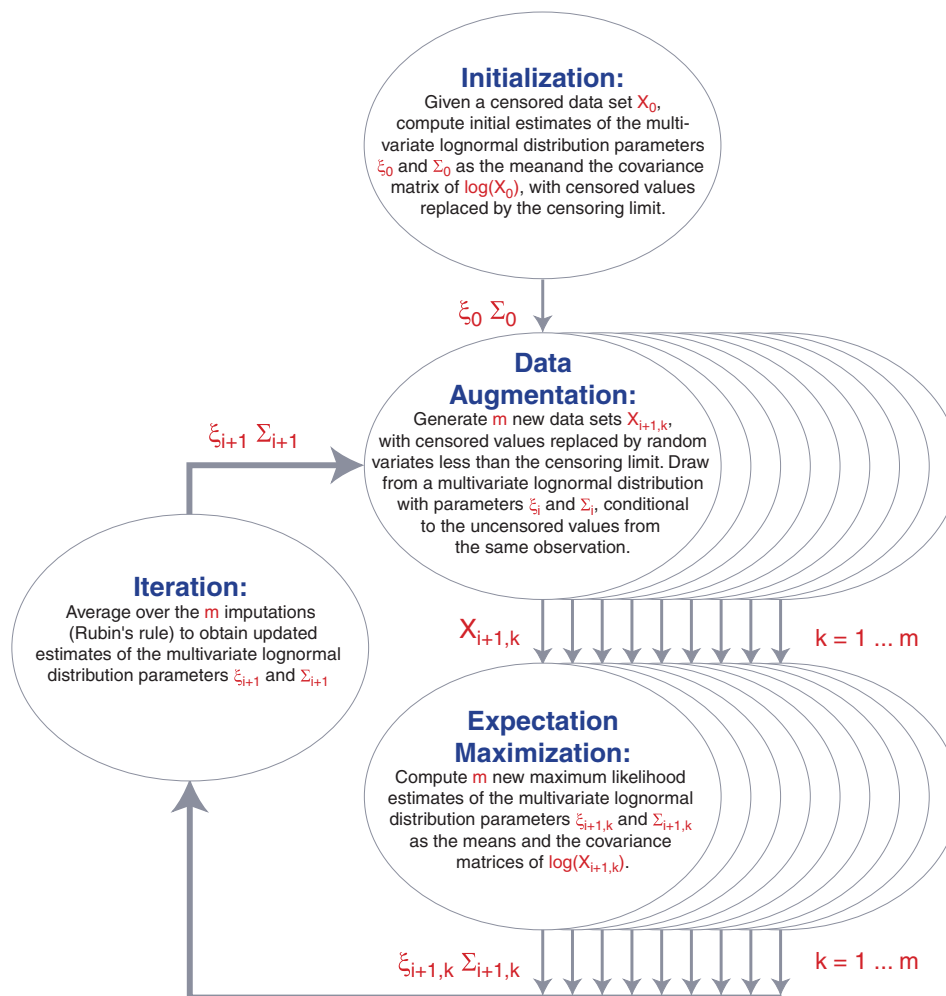 Initialization:
Given a censored data set X₀,
compute initial estimates of the multi-
variate lognormal distribution parameters
ξ₀ and Σ₀ as the meanand the covariance
matrix of log(X₀), with censored values
replaced by the censoring limit.
ξ₀ Σ₀
Data
Augmentation:
Generate m new data sets Xᵢ₊₁,ₖ,
with censored values replaced by random
variates less than the censoring limit. Draw
from a multivariate lognormal distribution
with parameters ξᵢ and Σᵢ, conditional
to the uncensored values from
the same observation.
ξᵢ₊₁ Σᵢ₊₁
Iteration:
Average over the m imputations
(Rubin's rule) to obtain updated
estimates of the multivariate lognormal
distribution parameters ξᵢ₊₁ and Σᵢ₊₁
Xᵢ₊₁,ₖ
k = 1 ... m
Expectation
Maximization:
Compute m new maximum likelihood
estimates of the multivariate lognormal
distribution parameters ξᵢ₊₁,ₖ and Σᵢ₊₁,ₖ
as the means and the covariance
matrices of log(Xᵢ₊₁,ₖ).
ξᵢ₊₁,ₖ Σᵢ₊₁,ₖ
k = 1 ... m